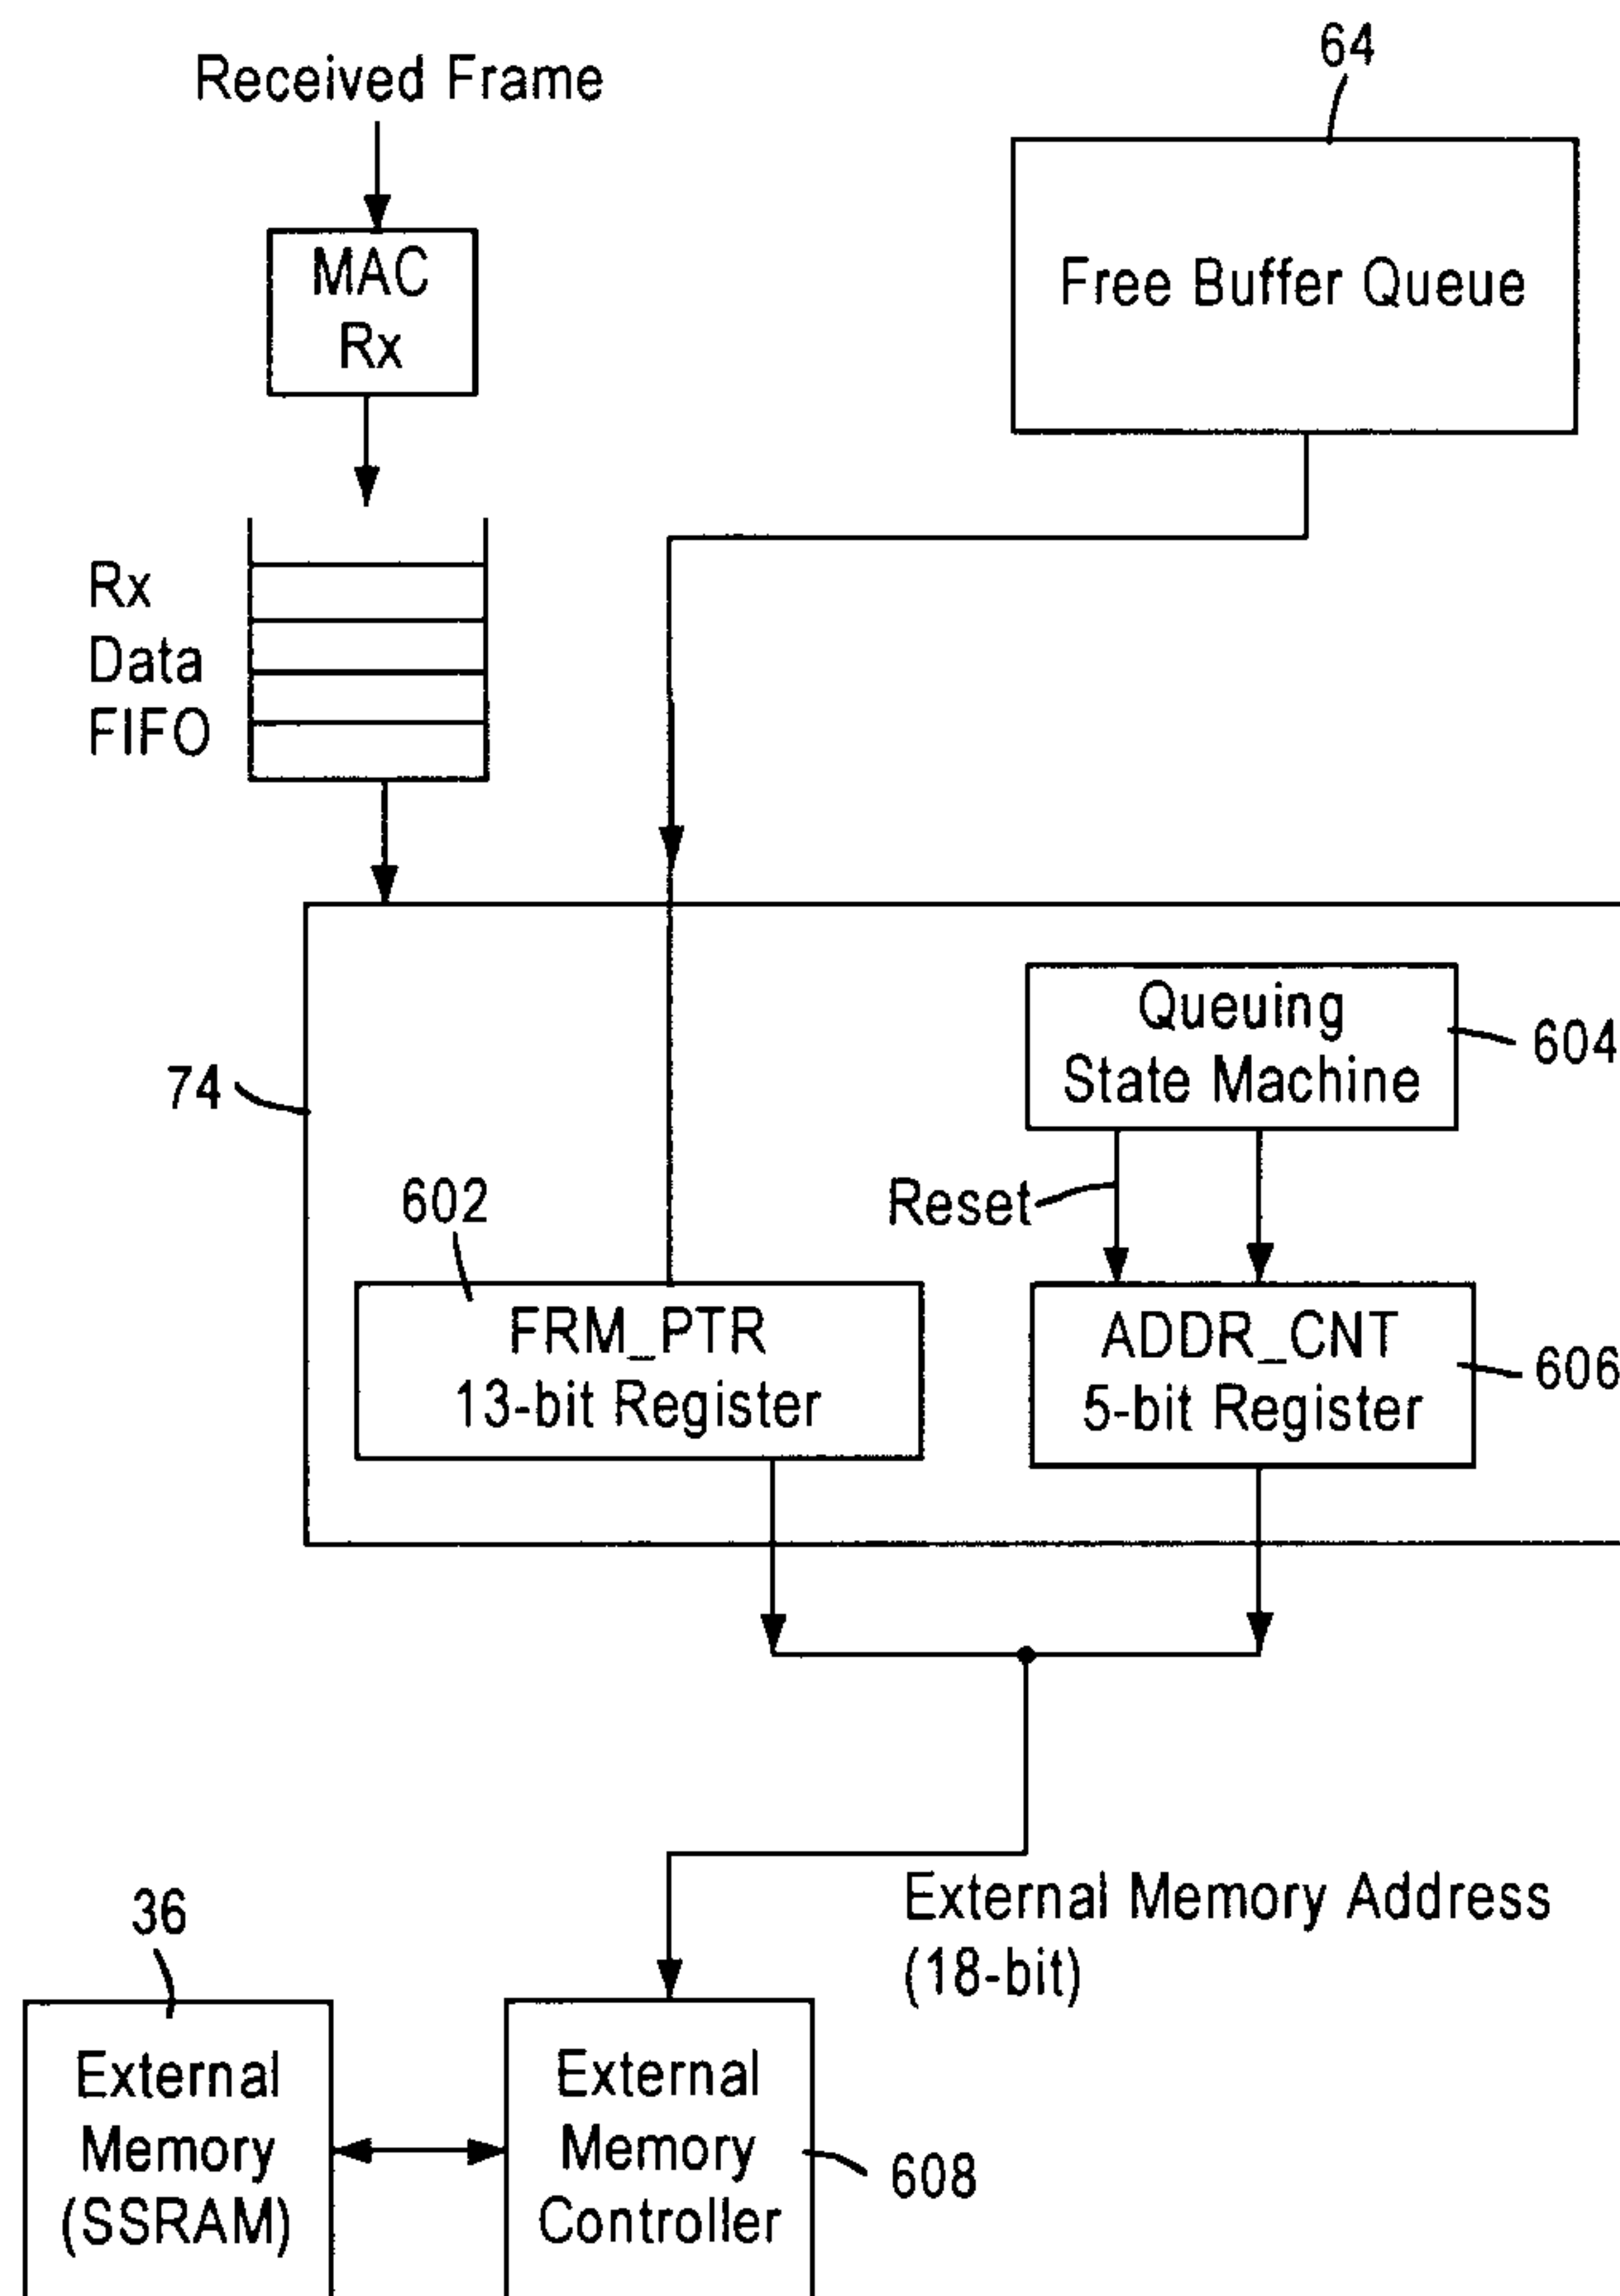 Received Frame
64
MAC
Rx
Free Buffer Queue
Rx
Data
FIFO
Queuing
State Machine
604
74
Reset
602
FRM_PTR
13-bit Register
ADDR_CNT
5-bit Register
606
External Memory Address
(18-bit)
36
External
Memory
(SSRAM)
External
Memory
Controller
608